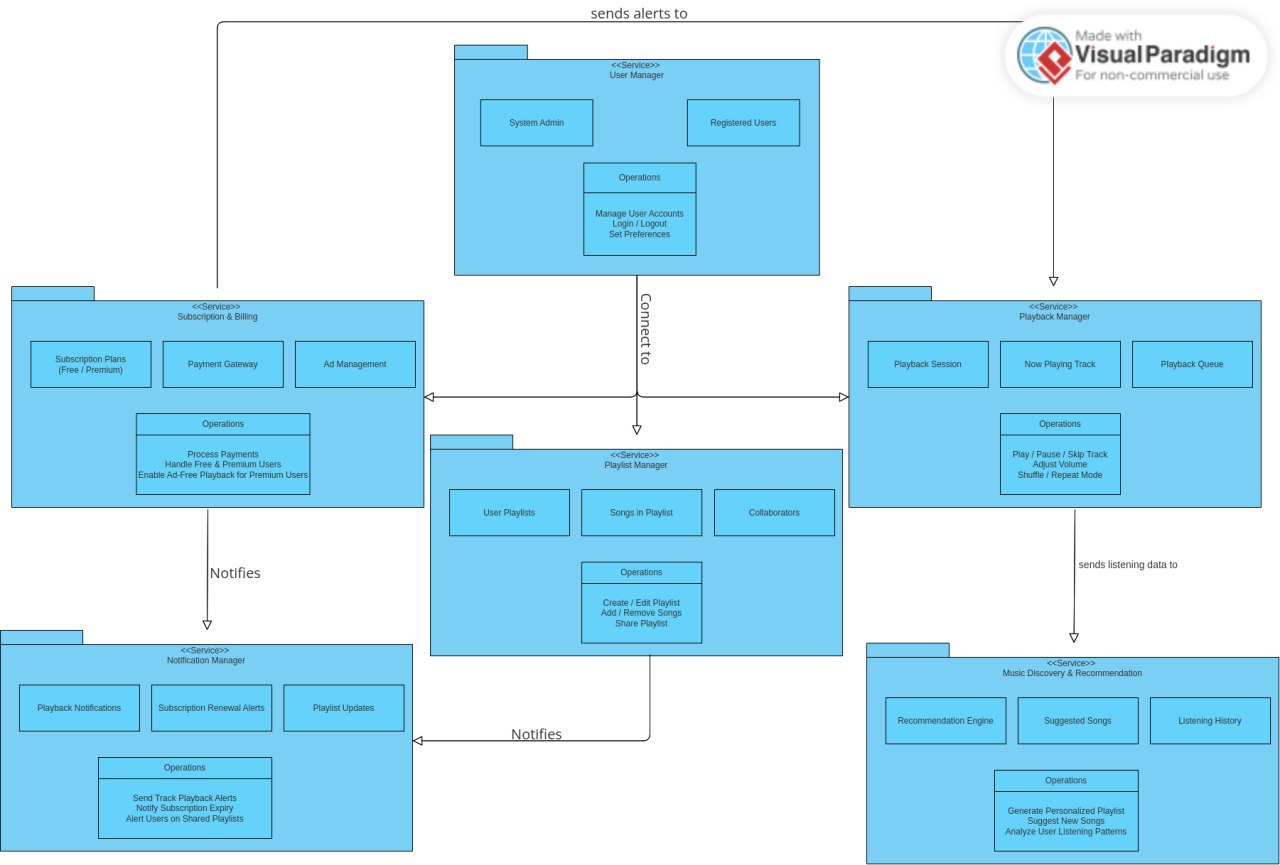 sends alerts to
Made with
Visual Paradigm
For non-commercial use
<<Service>>
User Manager
System Admin
Registered Users
Operations
Manage User Accounts
Login / Logout
Set Preferences
Connect to
<<Service>>
Subscription & Billing
Subscription Plans
(Free / Premium)
Payment Gateway
Ad Management
Operations
Process Payments
Handle Free & Premium Users
Enable Ad-Free Playback for Premium Users
<<Service>>
Playback Manager
Playback Session
Now Playing Track
Playback Queue
Operations
Play / Pause / Skip Track
Adjust Volume
Shuffle / Repeat Mode
<<Service>>
Playlist Manager
User Playlists
Songs in Playlist
Collaborators
Operations
Create / Edit Playlist
Add / Remove Songs
Share Playlist
Notifies
sends listening data to
<<Service>>
Notification Manager
Playback Notifications
Subscription Renewal Alerts
Playlist Updates
Operations
Send Track Playback Alerts
Notify Subscription Expiry
Alert Users on Shared Playlists
Notifies
<<Service>>
Music Discovery & Recommendation
Recommendation Engine
Suggested Songs
Listening History
Operations
Generate Personalized Playlist
Suggest New Songs
Analyze User Listening Patterns